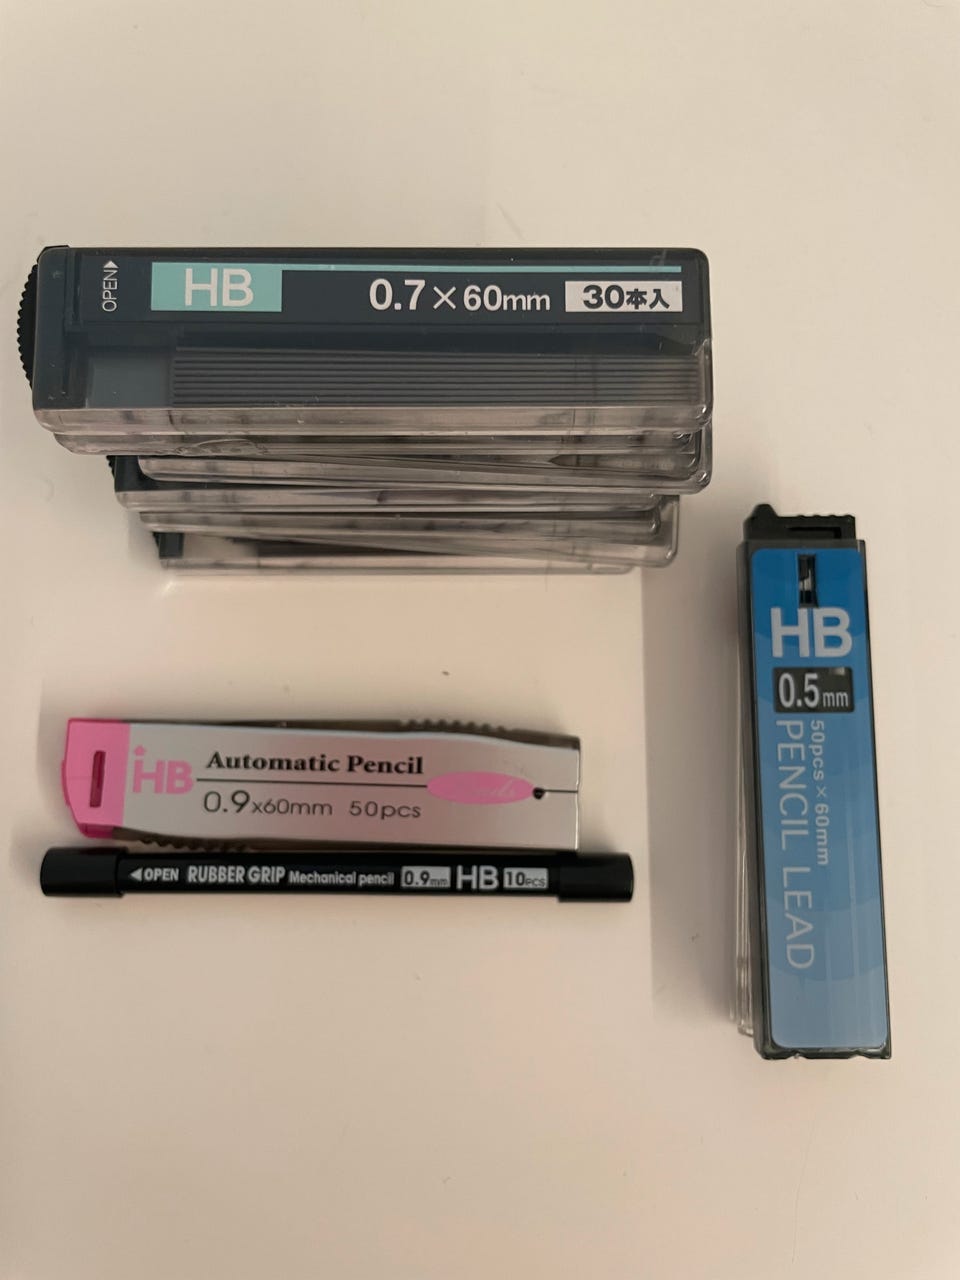 OPEN
HB
0.7×60mm
30本入
HB
0.5mm
50pcs×60mm
PENCIL LEAD
HB
Automatic Pencil
0.9x60mm 50pcs
OPEN RUBBER GRIP Mechanical pencil 0.9mm HB 10PCS